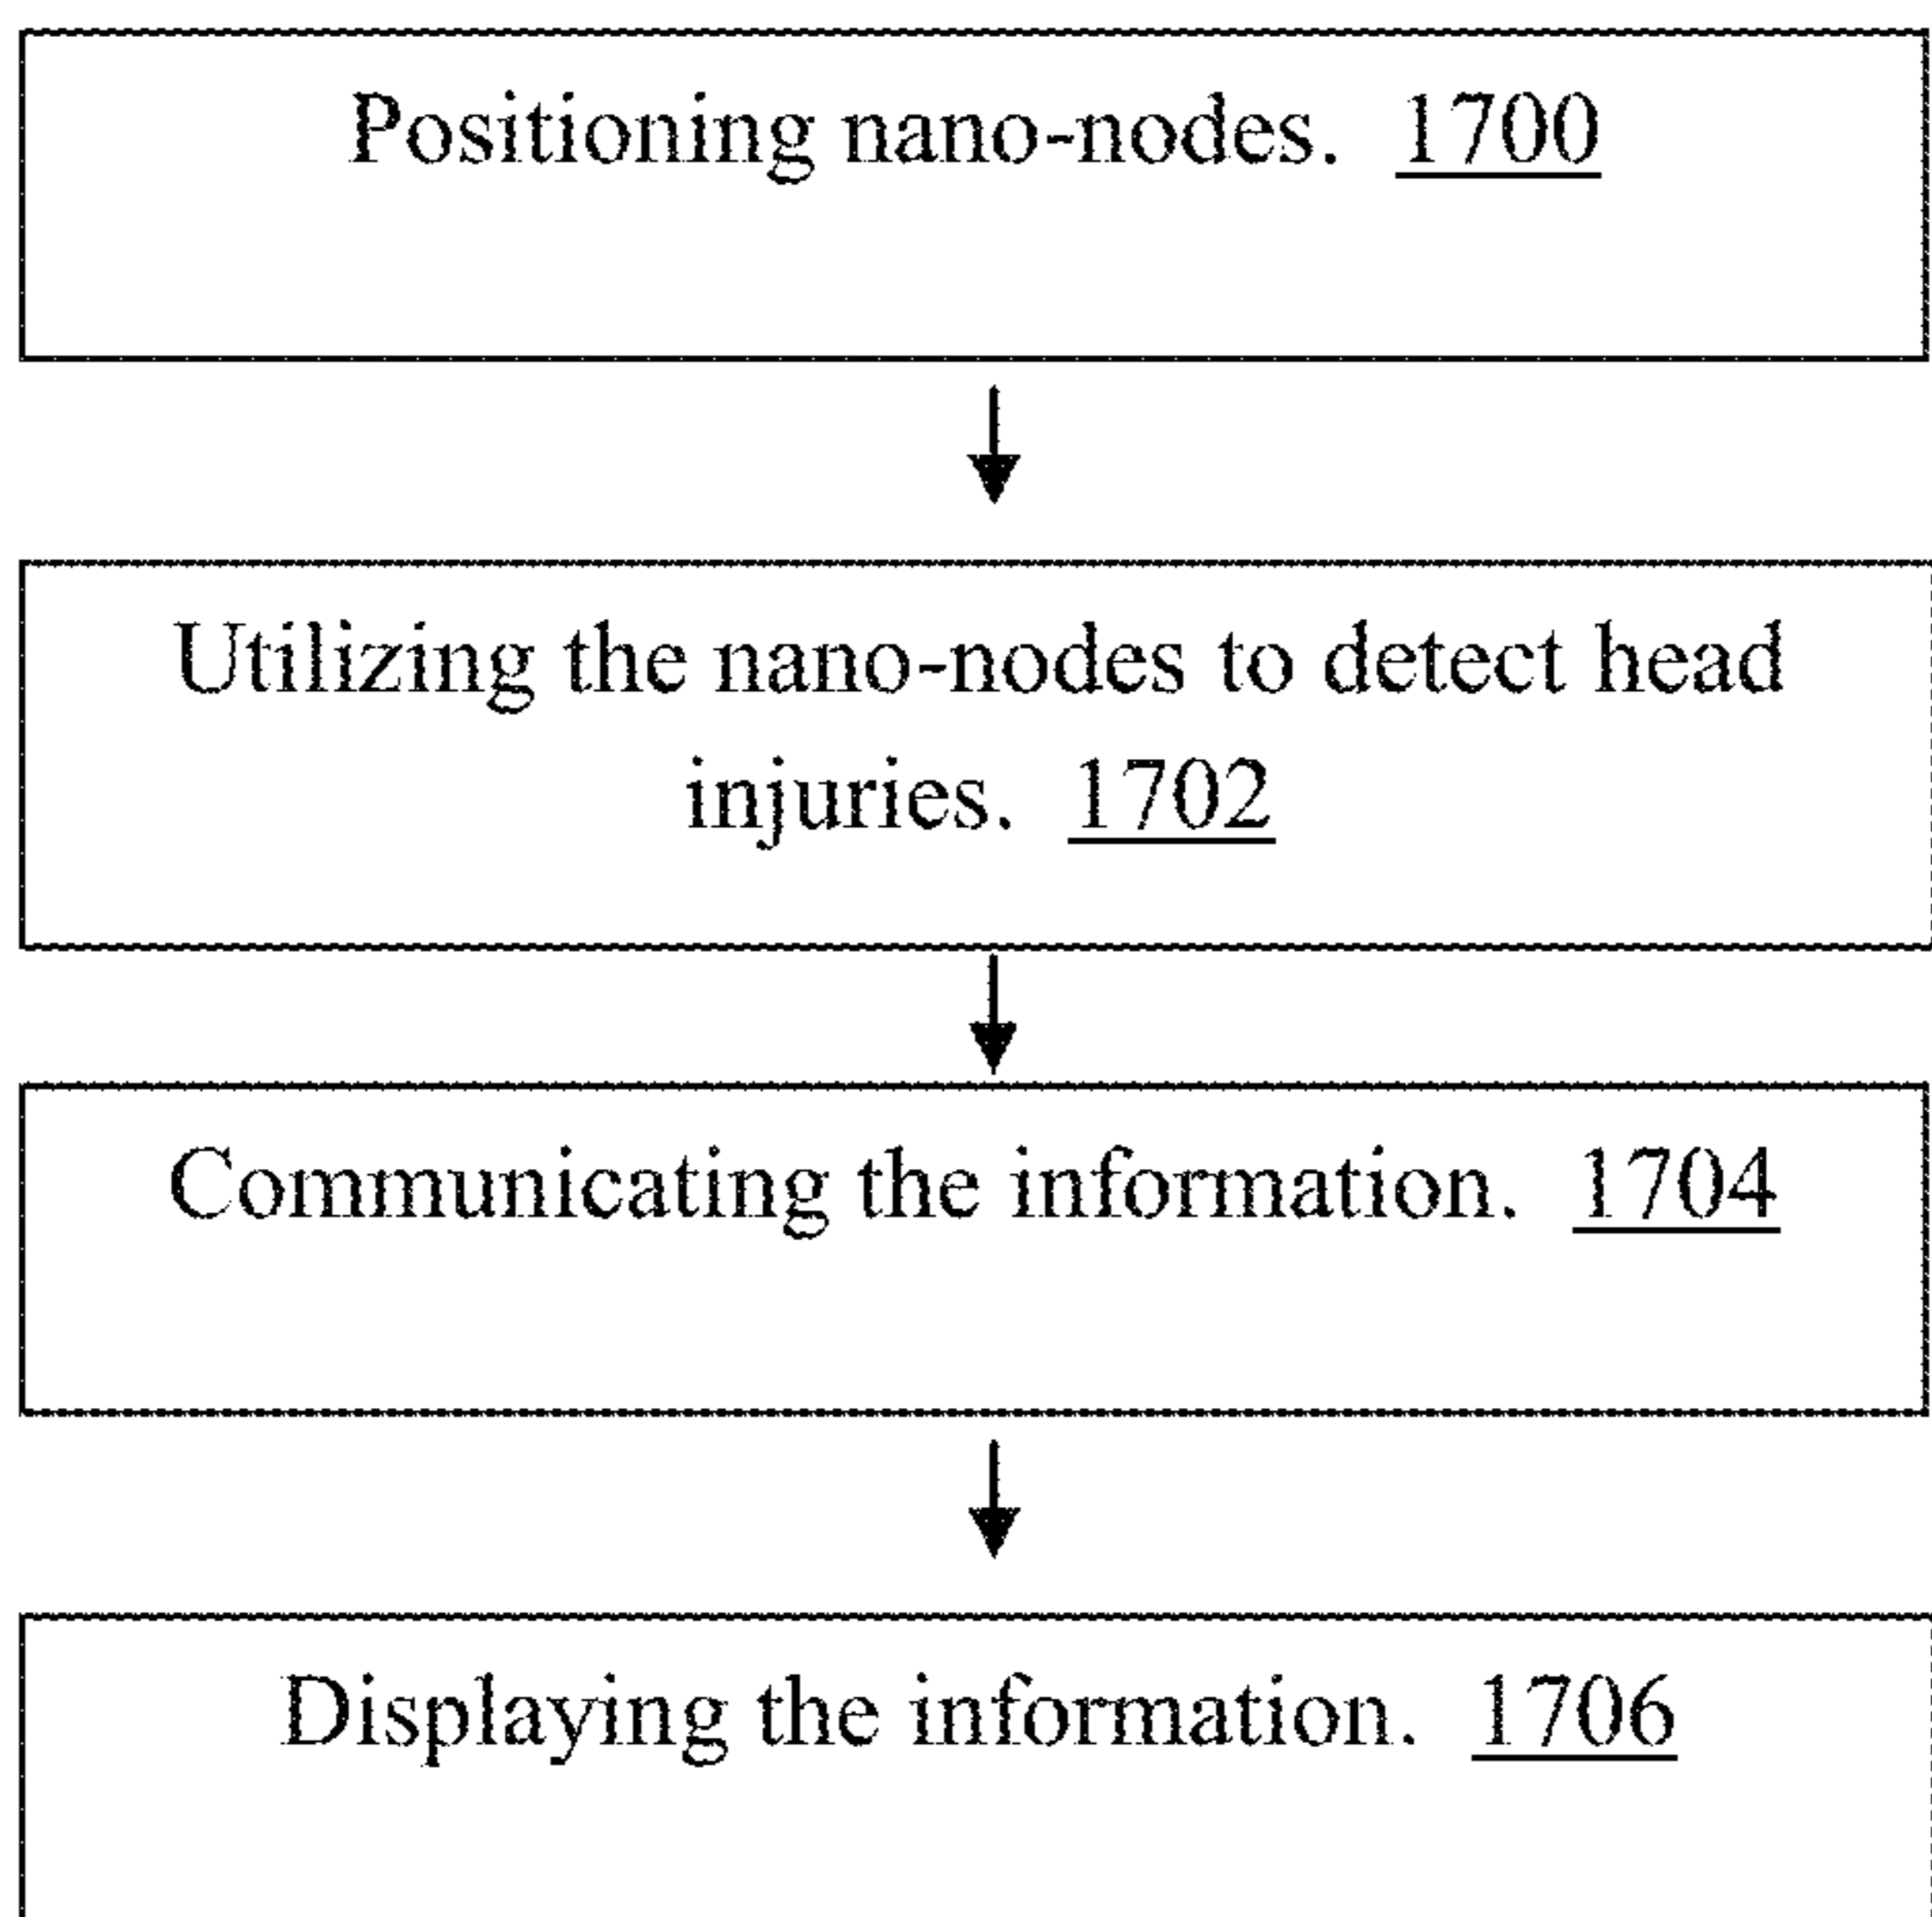 Positioning nano-nodes. 1700
Utilizing the nano-nodes to detect head
injuries. 1702
Communicating the information. 1704
Displaying the information. 1706